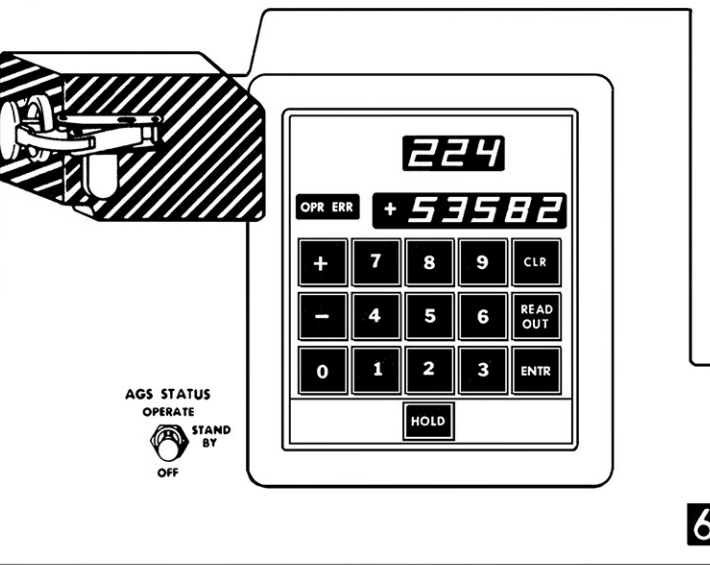 224
OPR ERR + 53582
+ 7 8 9 CLR
− 4 5 6 READ OUT
0 1 2 3 ENTR
HOLD
AGS STATUS
OPERATE
STAND
BY
OFF
6